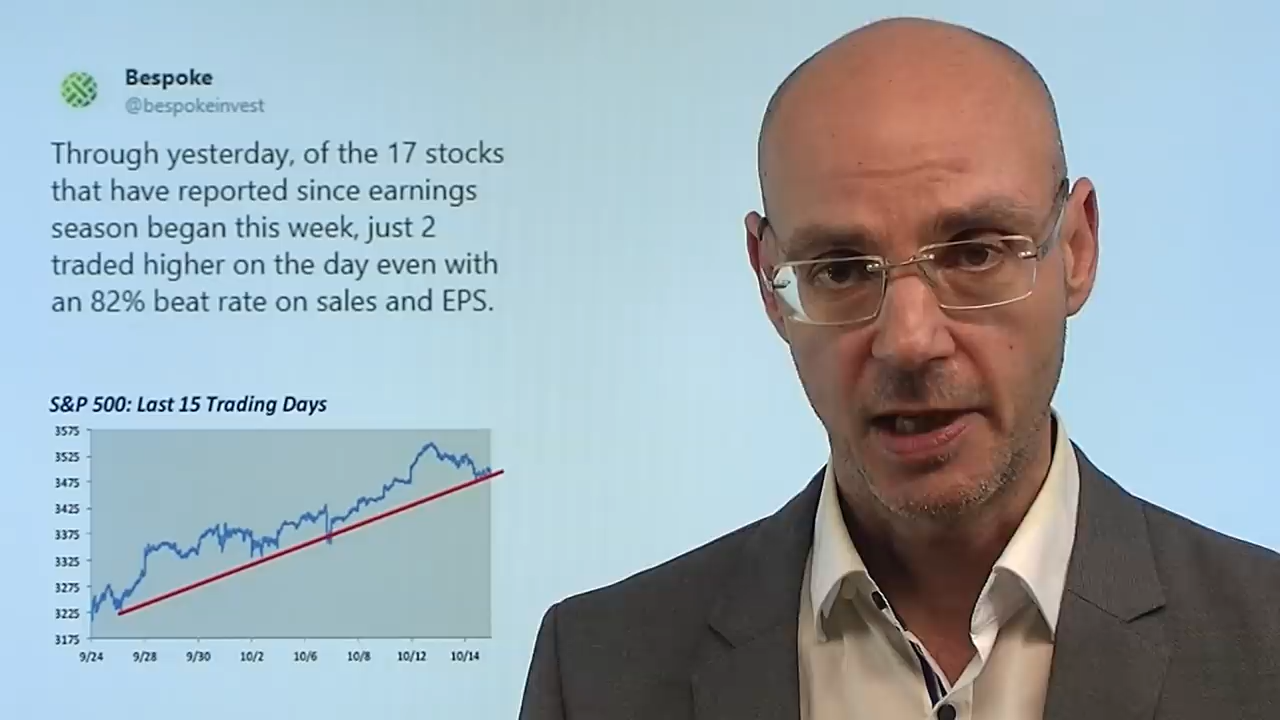 Bespoke
@bespokeinvest
Through yesterday, of the 17 stocks
that have reported since earnings
season began this week, just 2
traded higher on the day even with
an 82% beat rate on sales and EPS.
S&P 500: Last 15 Trading Days
3575
3525
3475
3425
3375
3325
3275
3225
3175
9/24 9/28 9/30 10/2 10/6 10/8 10/12 10/14